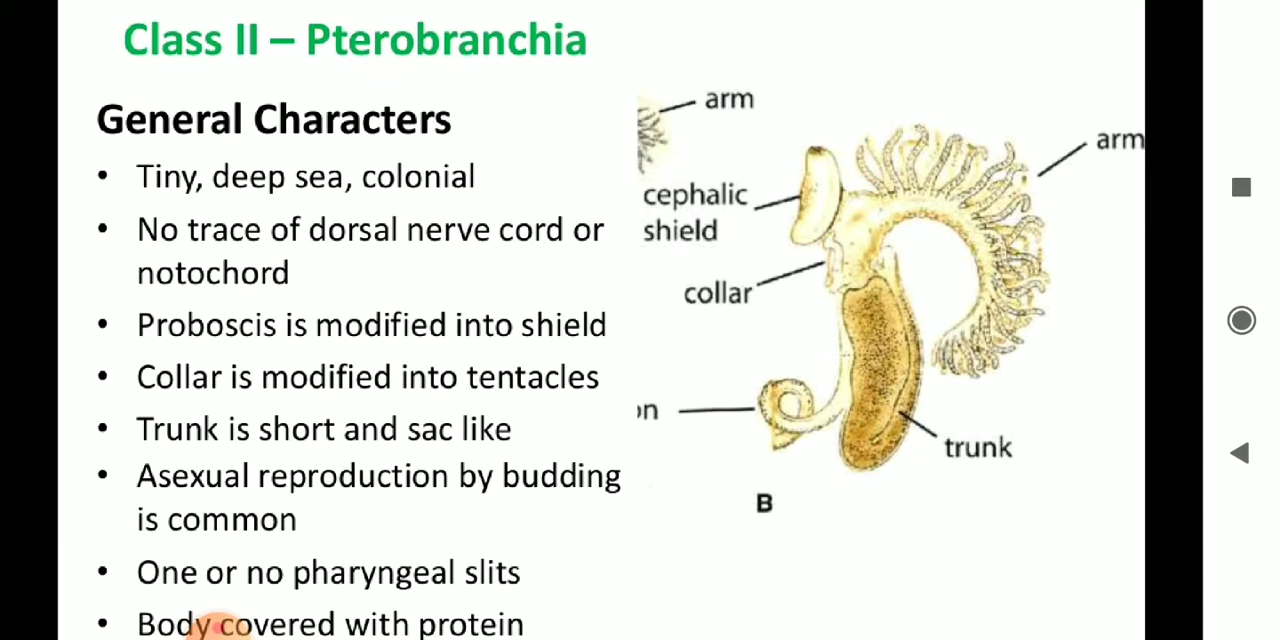 Class II – Pterobranchia
General Characters
• Tiny, deep sea, colonial
• No trace of dorsal nerve cord or
notochord
• Proboscis is modified into shield
• Collar is modified into tentacles
• Trunk is short and sac like
• Asexual reproduction by budding
is common
• One or no pharyngeal slits
• Body covered with protein
arm
arm
cephalic
shield
collar
on
trunk
B